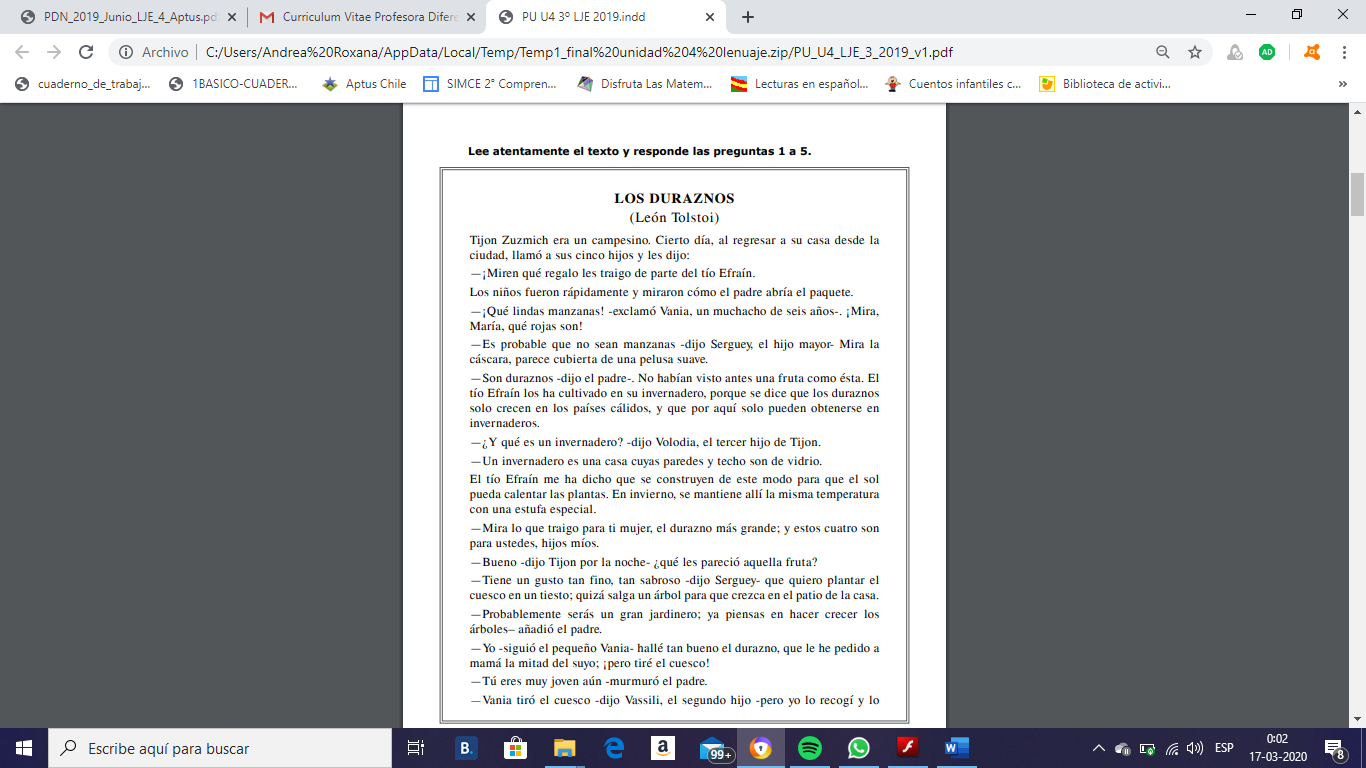 PDN_2019_Junio_LJE_4_Aptus.pd
Curriculum Vitae Profesora Difere
PU U4 3º LJE 2019.indd
Archivo
C:/Users/Andrea%20Roxana/AppData/Local/Temp/Temp1_final%20unidad%204%20lenuaje.zip/PU_U4_LJE_3_2019_v1.pdf
AD
cuaderno_de_trabaj...
1BASICO-CUADER...
Aptus Chile
SIMCE 2° Compren...
Disfruta Las Matem...
Lecturas en español...
Cuentos infantiles c...
Biblioteca de activi...
»
Lee atentamente el texto y responde las preguntas 1 a 5.
LOS DURAZNOS
(León Tolstoi)
Tijon Zuzmich era un campesino. Cierto día, al regresar a su casa desde la
ciudad, llamó a sus cinco hijos y les dijo:
—¡Miren qué regalo les traigo de parte del tío Efraín.
Los niños fueron rápidamente y miraron cómo el padre abría el paquete.
—¡Qué lindas manzanas! -exclamó Vania, un muchacho de seis años-. ¡Mira,
María, qué rojas son!
—Es probable que no sean manzanas -dijo Serguey, el hijo mayor- Mira la
cáscara, parece cubierta de una pelusa suave.
—Son duraznos -dijo el padre-. No habían visto antes una fruta como ésta. El
tío Efraín los ha cultivado en su invernadero, porque se dice que los duraznos
solo crecen en los países cálidos, y que por aquí solo pueden obtenerse en
invernaderos.
—¿Y qué es un invernadero? -dijo Volodia, el tercer hijo de Tijon.
—Un invernadero es una casa cuyas paredes y techo son de vidrio.
El tío Efraín me ha dicho que se construyen de este modo para que el sol
pueda calentar las plantas. En invierno, se mantiene allí la misma temperatura
con una estufa especial.
—Mira lo que traigo para ti mujer, el durazno más grande; y estos cuatro son
para ustedes, hijos míos.
—Bueno -dijo Tijon por la noche- ¿qué les pareció aquella fruta?
—Tiene un gusto tan fino, tan sabroso -dijo Serguey- que quiero plantar el
cuesco en un tiesto; quizá salga un árbol para que crezca en el patio de la casa.
—Probablemente serás un gran jardinero; ya piensas en hacer crecer los
árboles– añadió el padre.
—Yo -siguió el pequeño Vania- hallé tan bueno el durazno, que le he pedido a
mamá la mitad del suyo; ¡pero tiré el cuesco!
—Tú eres muy joven aún -murmuró el padre.
—Vania tiró el cuesco -dijo Vassili, el segundo hijo -pero yo lo recogí y lo
Escribe aquí para buscar
B.
a
99+
W
ESP
0:02
17-03-2020
8